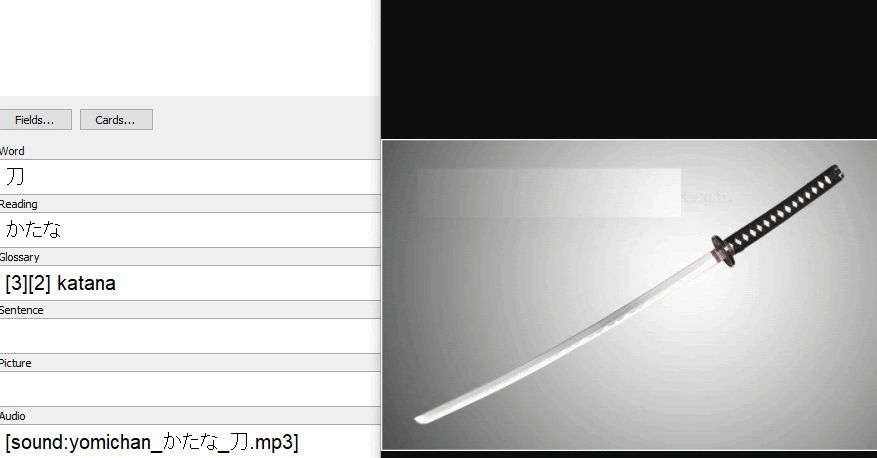 Fields...
Cards...
Word
刀
Reading
かたな
Glossary
[3][2] katana
Sentence
Picture
Audio
[sound:yomichan_かたな_刀.mp3]